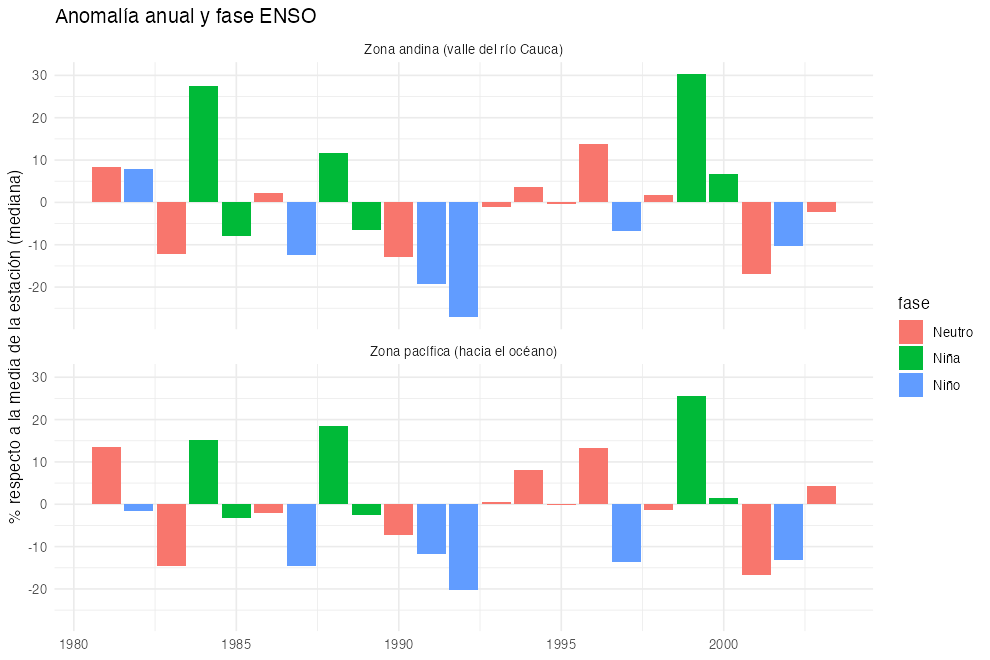 Anomalía anual y fase ENSO
Zona andina (valle del río Cauca)
30
20
10
0
-10
-20
Zona pacífica (hacia el océano)
30
20
10
0
-10
-20
1980
1985
1990
1995
2000
% respecto a la media de la estación (mediana)
fase
Neutro
Niña
Niño